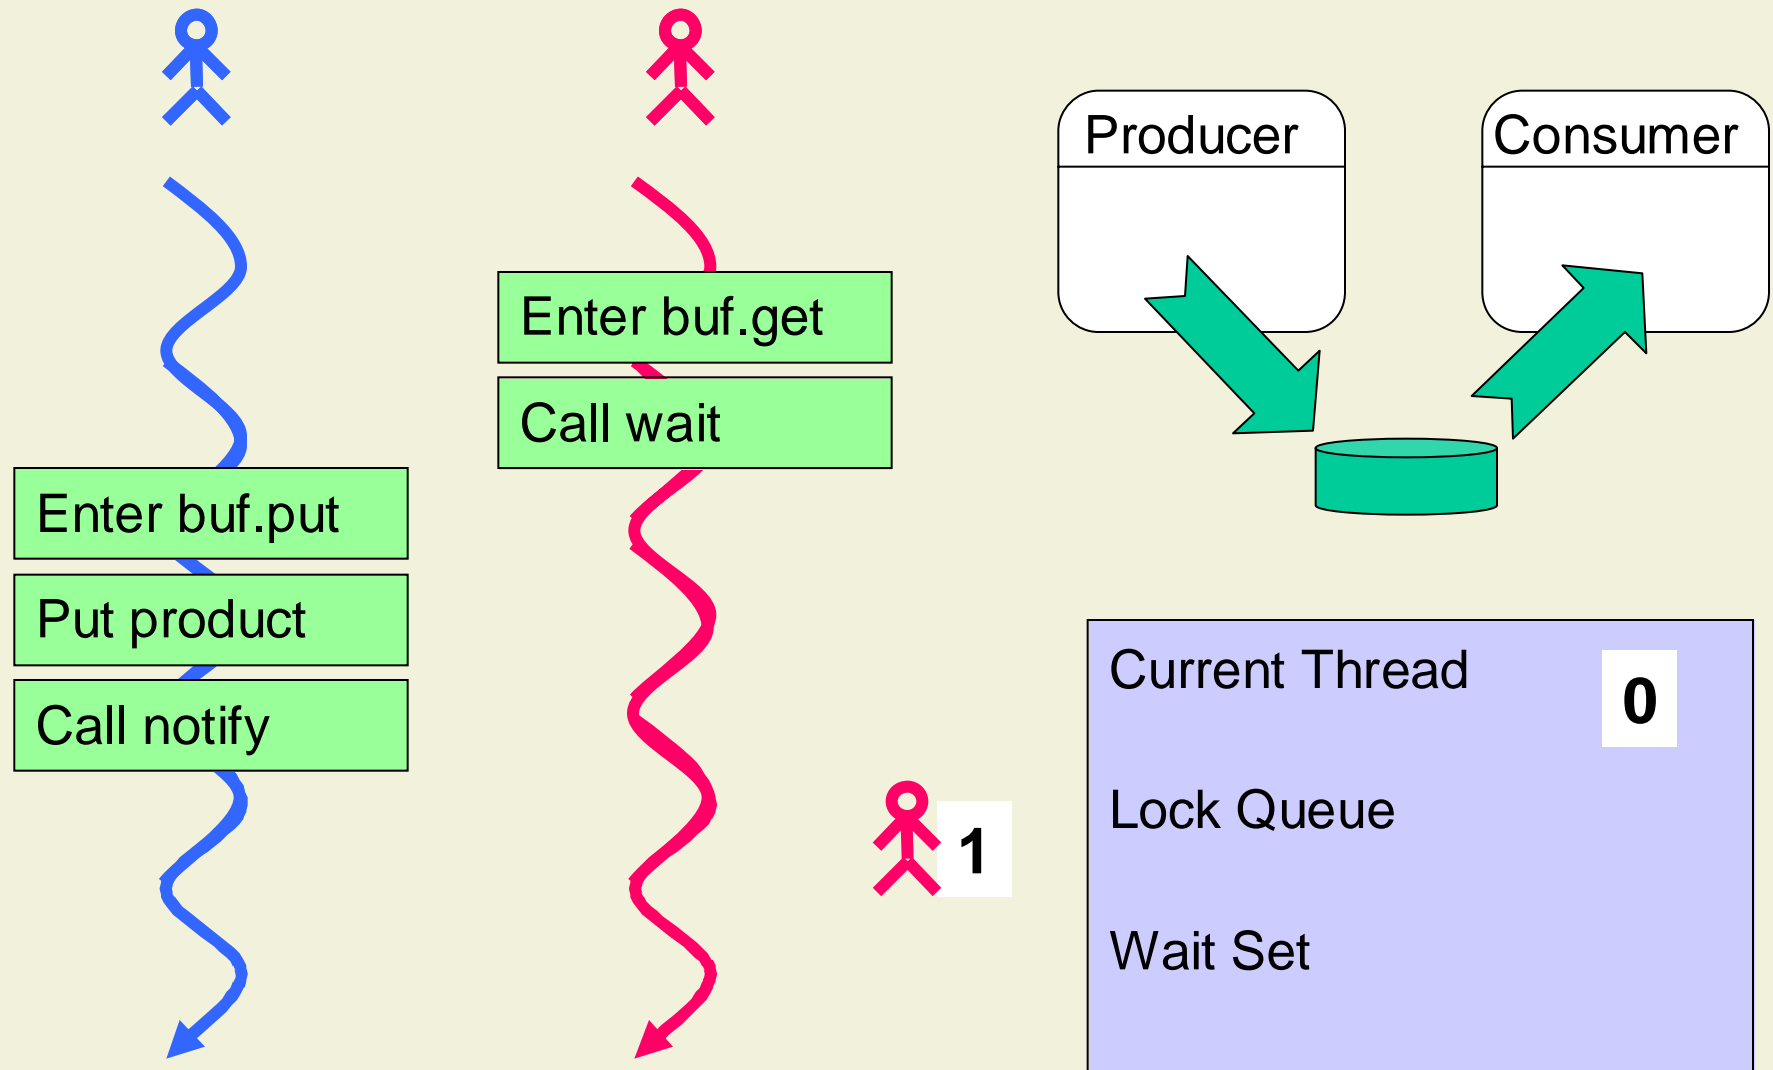 Enter buf.put
Put product
Call notify
Enter buf.get
Call wait
1
Producer
Consumer
Current Thread
0
Lock Queue
Wait Set